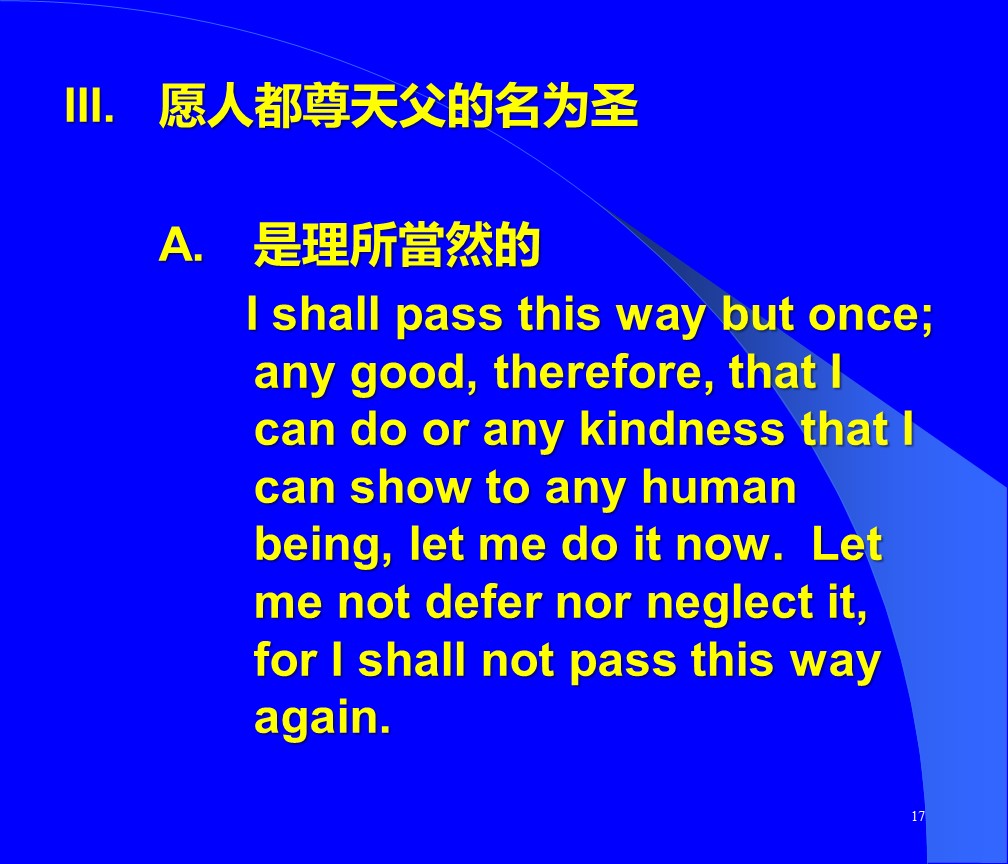 III. 愿人都尊天父的名为圣
A. 是理所當然的
I shall pass this way but once;
any good, therefore, that I
can do or any kindness that I
can show to any human
being, let me do it now.  Let
me not defer nor neglect it,
for I shall not pass this way
again.
17